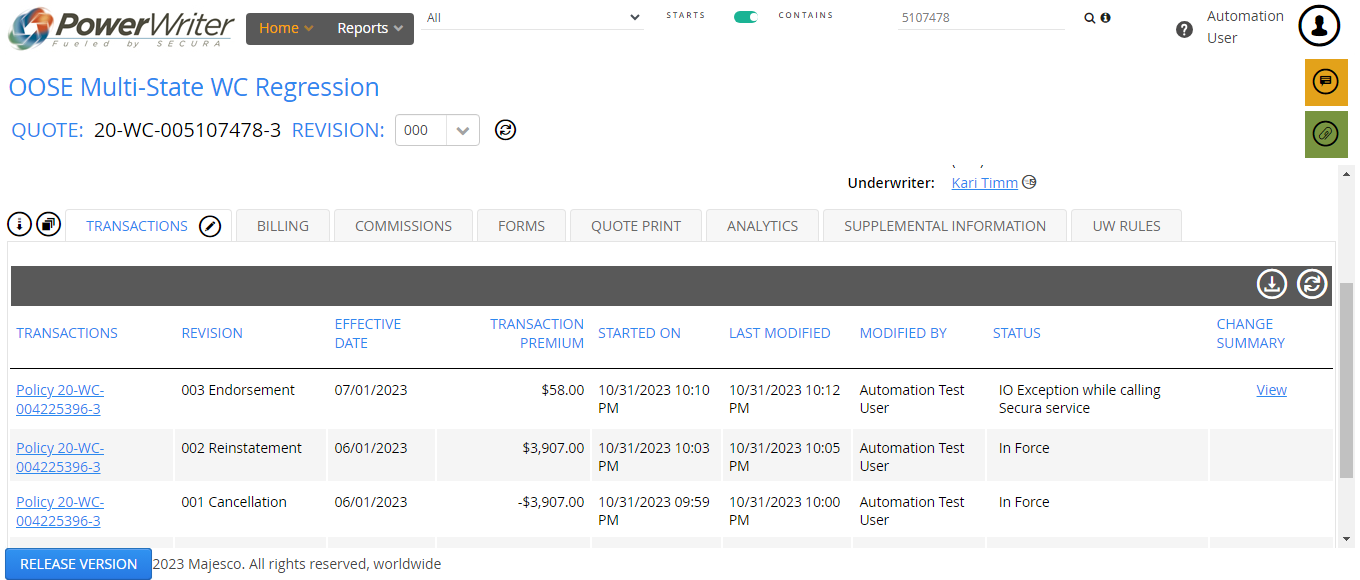 PowerWriter
Fueled by SECURA
Home
Reports
All
STARTS
CONTAINS
5107478
Automation
User
OOSE Multi-State WC Regression
QUOTE: 20-WC-005107478-3 REVISION: 000
Underwriter: Kari Timm
TRANSACTIONS
BILLING
COMMISSIONS
FORMS
QUOTE PRINT
ANALYTICS
SUPPLEMENTAL INFORMATION
UW RULES
TRANSACTIONS
REVISION
EFFECTIVE
DATE
TRANSACTION
PREMIUM
STARTED ON
LAST MODIFIED
MODIFIED BY
STATUS
CHANGE
SUMMARY
Policy 20-WC-
004225396-3
003 Endorsement
07/01/2023
$58.00
10/31/2023 10:10
PM
10/31/2023 10:12
PM
Automation Test
User
IO Exception while calling
Secura service
View
Policy 20-WC-
004225396-3
002 Reinstatement
06/01/2023
$3,907.00
10/31/2023 10:03
PM
10/31/2023 10:05
PM
Automation Test
User
In Force
Policy 20-WC-
004225396-3
001 Cancellation
06/01/2023
-$3,907.00
10/31/2023 09:59
PM
10/31/2023 10:00
PM
Automation Test
User
In Force
RELEASE VERSION
2023 Majesco. All rights reserved, worldwide